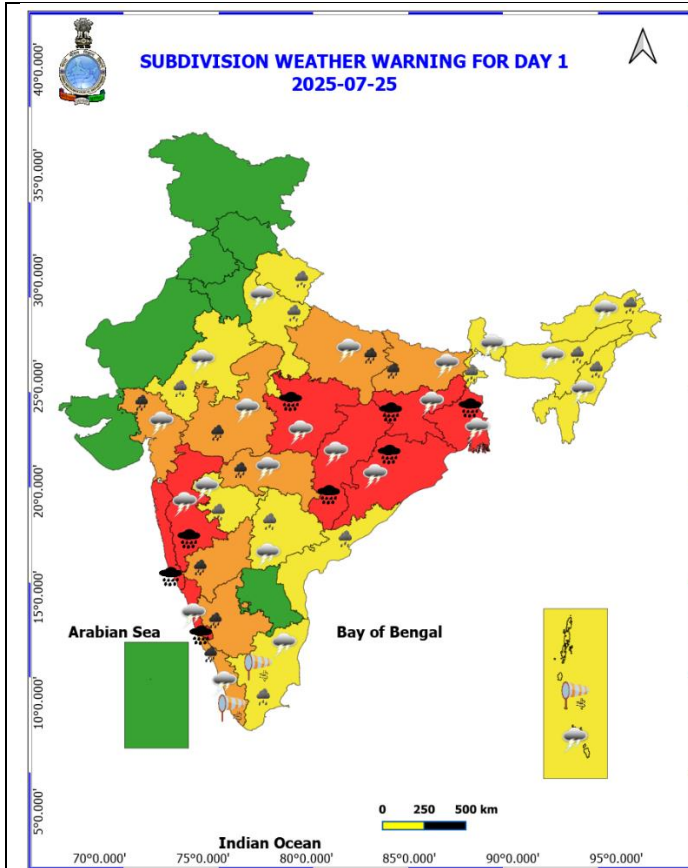 SUBDIVISION WEATHER WARNING FOR DAY 1
2025-07-25
40°0.000'
35°0.000'
30°0.000'
25°0.000'
20°0.000'
15°0.000'
10°0.000'
5°0.000'
Arabian Sea
Bay of Bengal
0 250 500 km
Indian Ocean
70°0.000' 75°0.000' 80°0.000' 85°0.000' 90°0.000' 95°0.000'